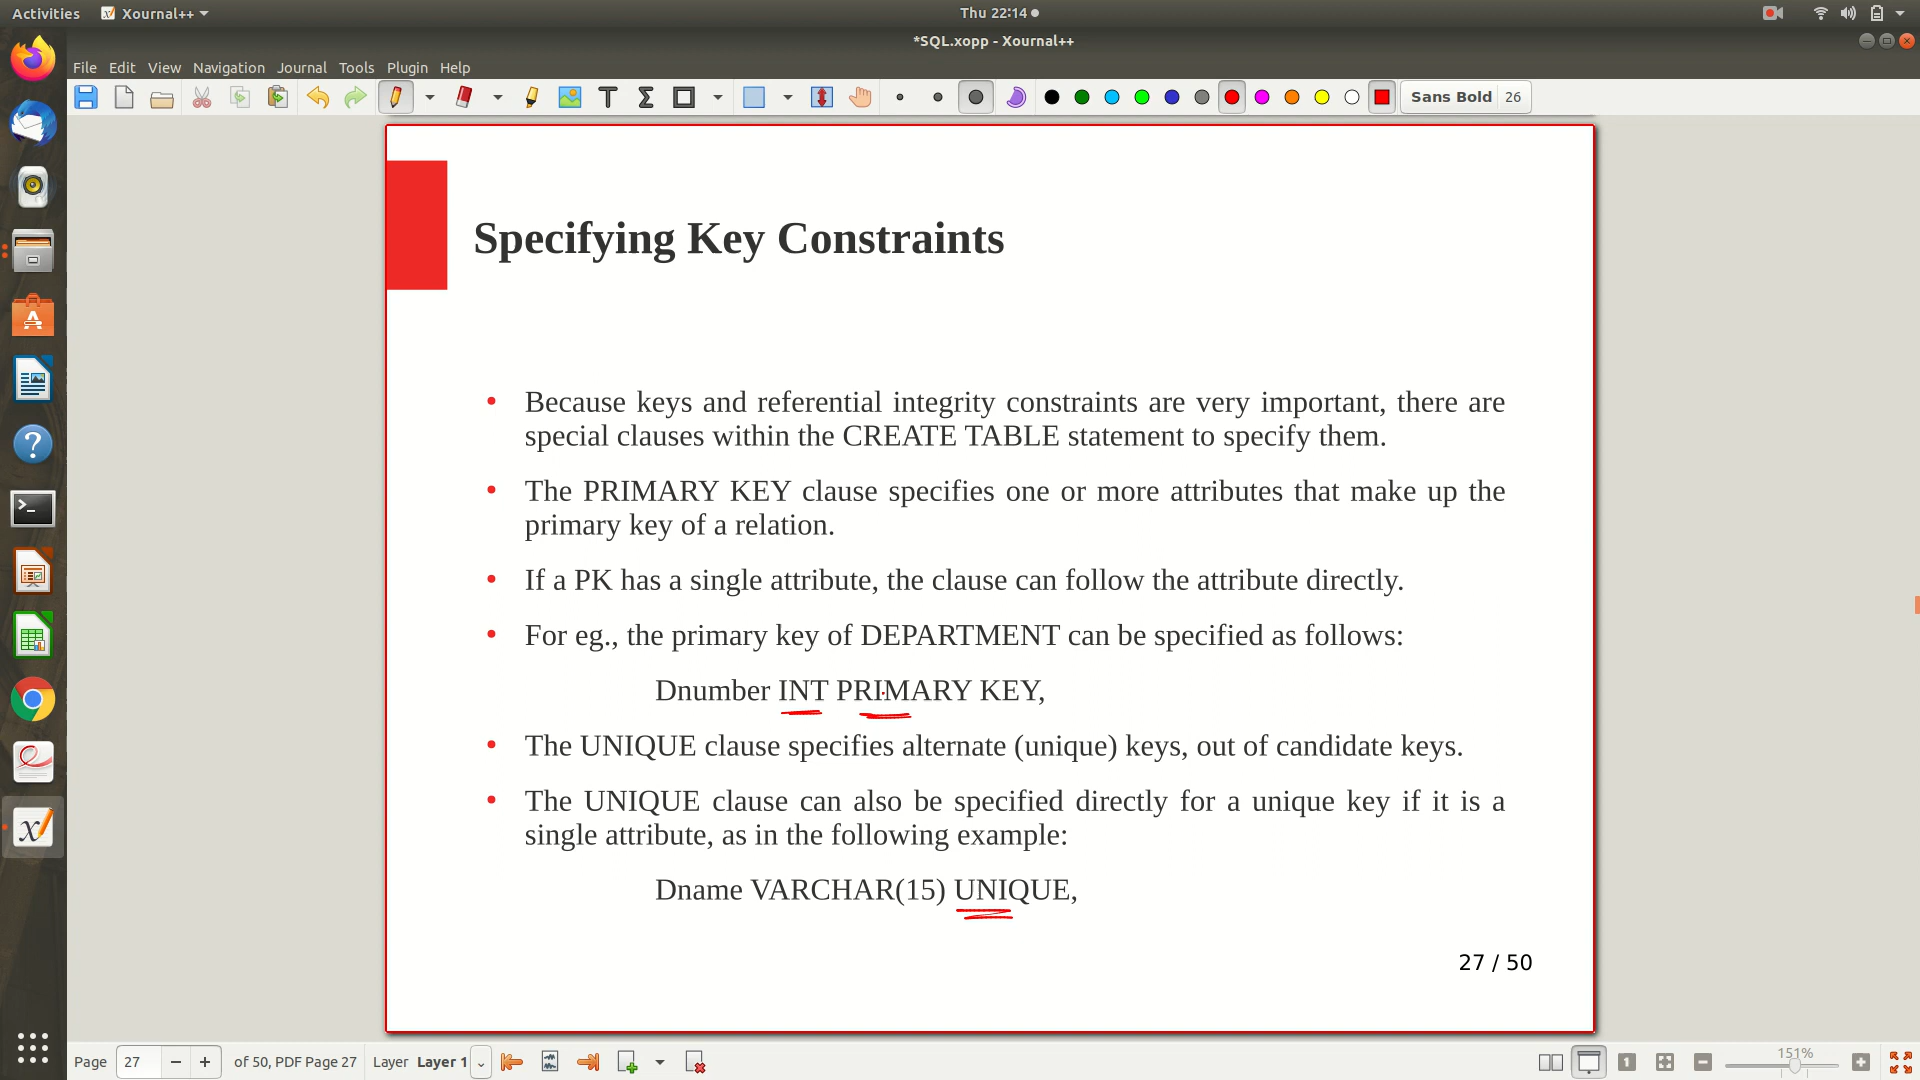 Activities Xournal++ Thu 22:14
*SQL.xopp - Xournal++
File Edit View Navigation Journal Tools Plugin Help
Sans Bold 26
Specifying Key Constraints
• Because keys and referential integrity constraints are very important, there are
special clauses within the CREATE TABLE statement to specify them.
• The PRIMARY KEY clause specifies one or more attributes that make up the
primary key of a relation.
• If a PK has a single attribute, the clause can follow the attribute directly.
• For eg., the primary key of DEPARTMENT can be specified as follows:
Dnumber INT PRIMARY KEY,
• The UNIQUE clause specifies alternate (unique) keys, out of candidate keys.
• The UNIQUE clause can also be specified directly for a unique key if it is a
single attribute, as in the following example:
Dname VARCHAR(15) UNIQUE,
27 / 50
Page 27 of 50, PDF Page 27 Layer Layer 1 151%